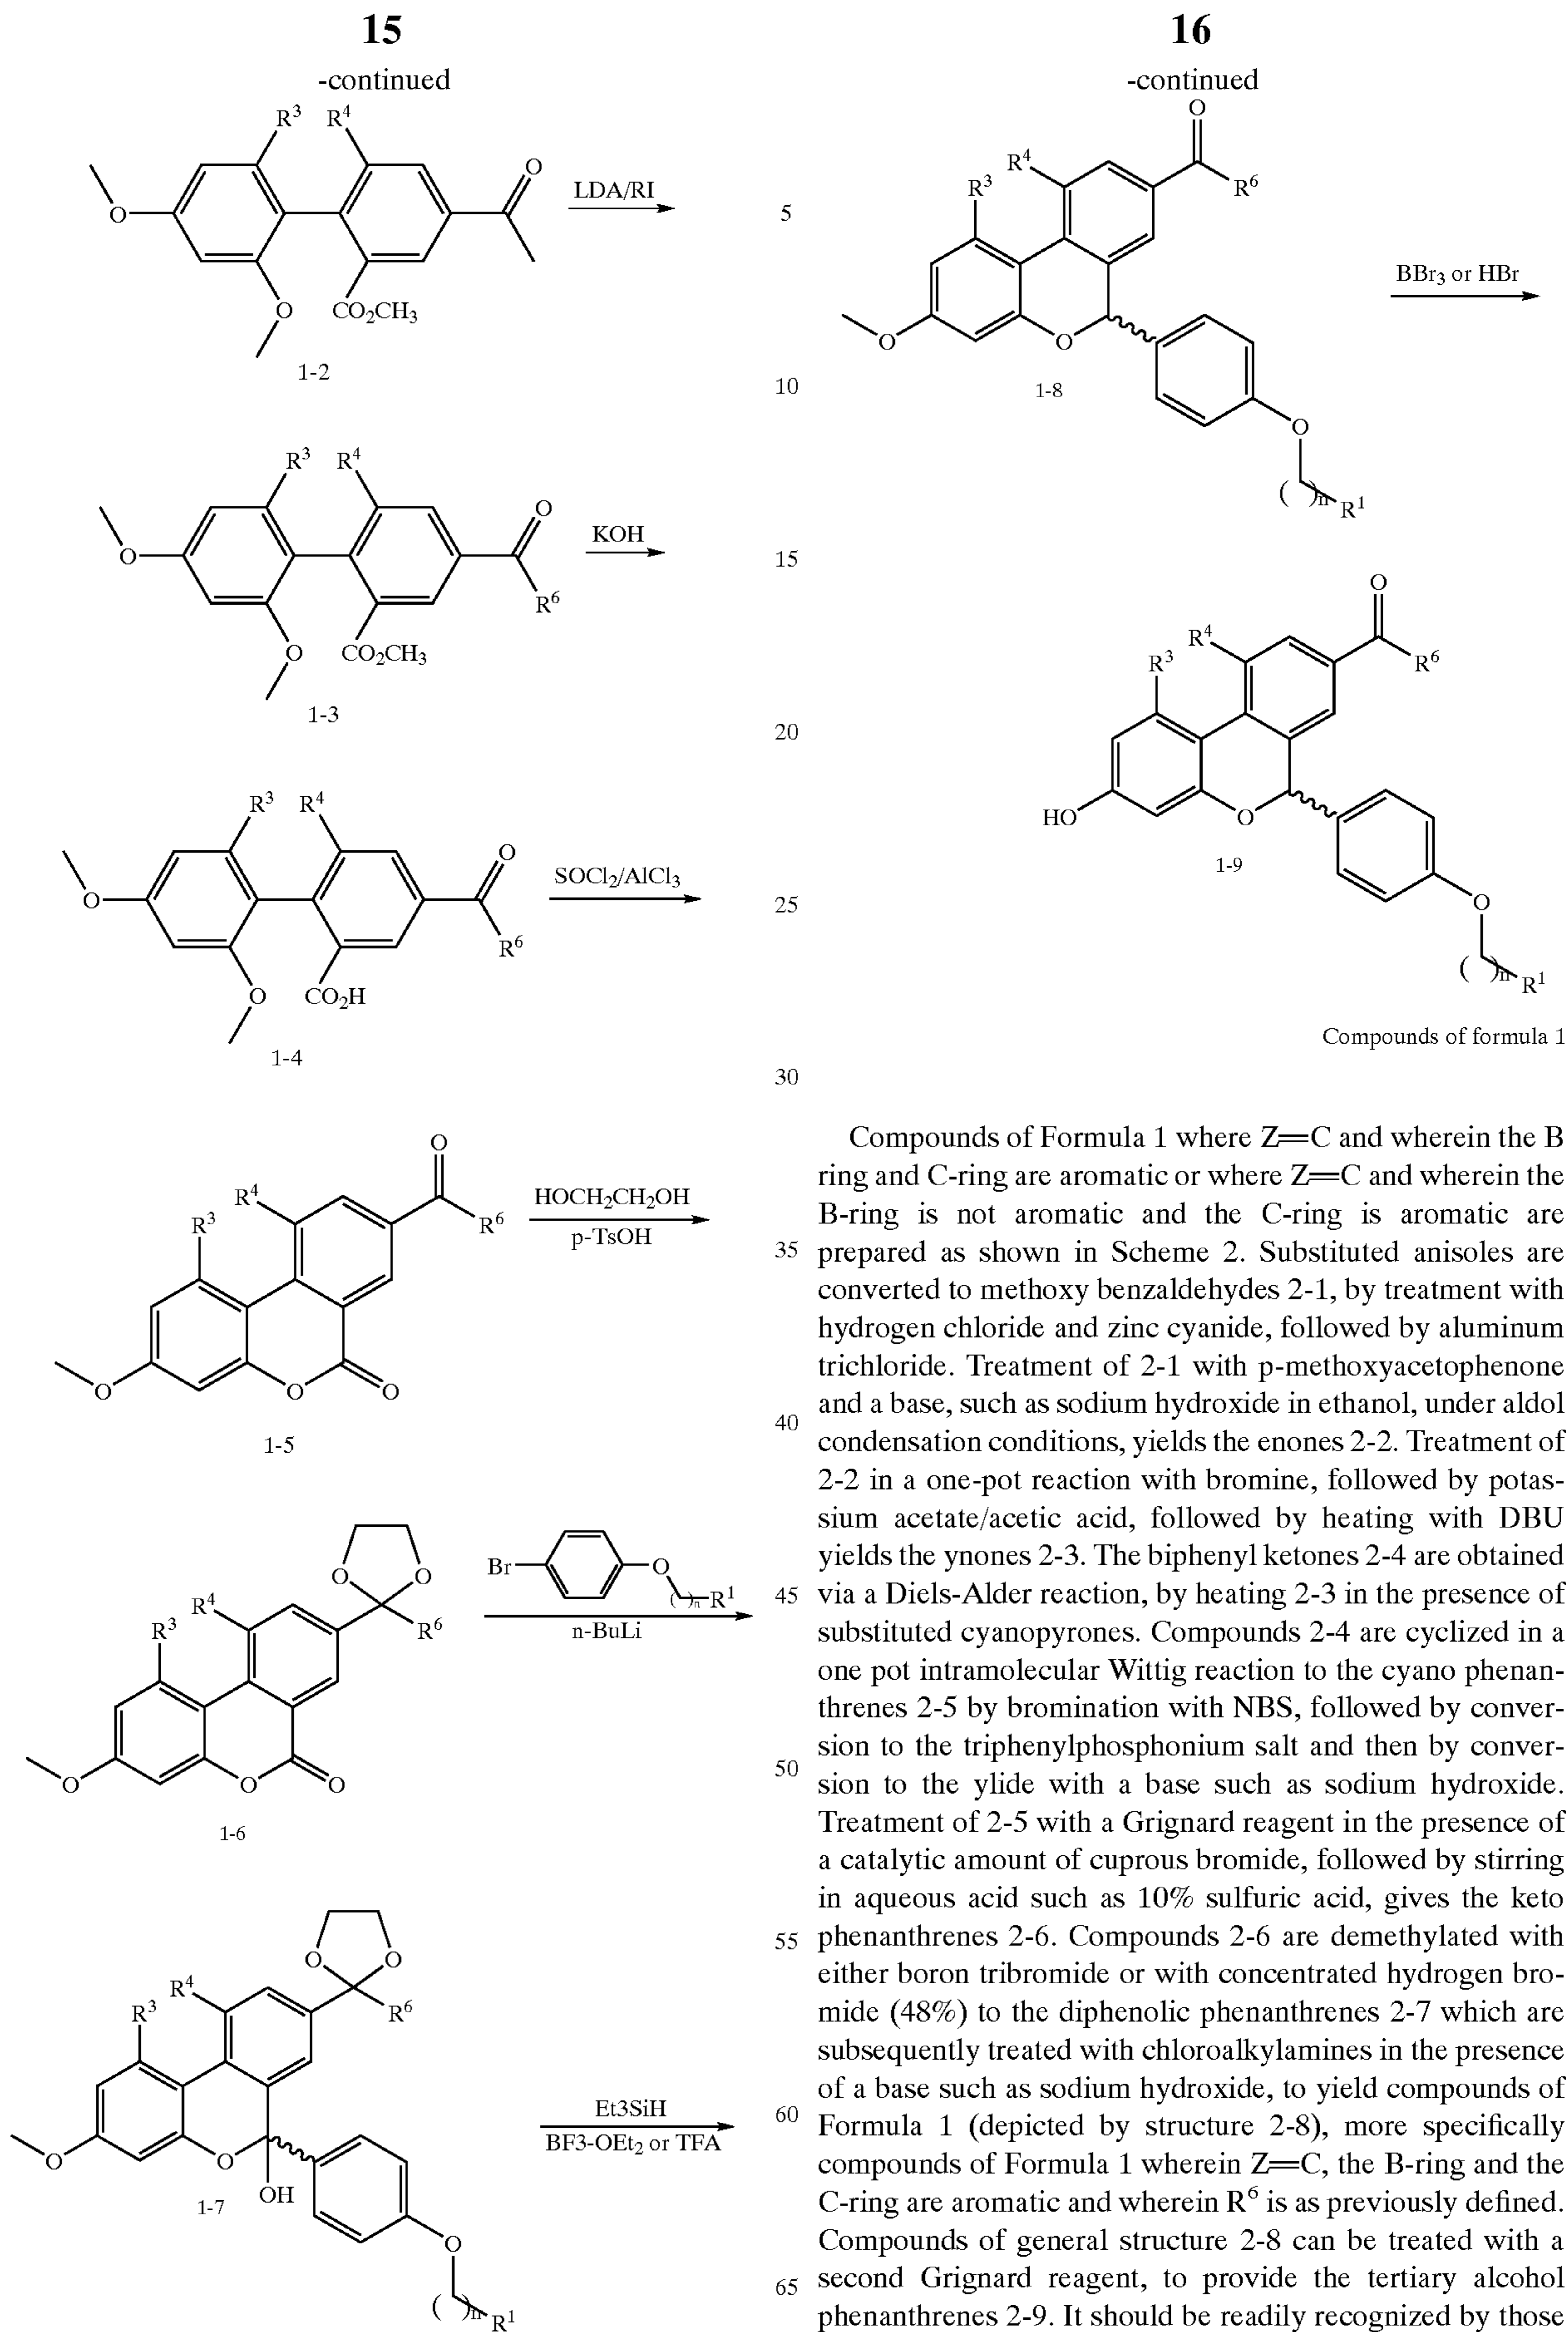 15
-continued
R³ R⁴
O
O
LDA/RI
O
CO₂CH₃
1-2
R³ R⁴
O
O
KOH
R⁶
O
CO₂CH₃
1-3
R³ R⁴
O
O
SOCl₂/AlCl₃
R⁶
O
CO₂H
1-4
O
R⁴
R³
R⁶
HOCH₂CH₂OH
p-TsOH
O
O
O
1-5
O
O
R⁴
R³
R⁶
Br
O
( )n
R¹
n-BuLi
O
O
O
1-6
O
O
R⁴
R³
R⁶
Et3SiH
BF3-OEt₂ or TFA
O
O
OH
1-7
O
( )n
R¹
16
-continued
O
R⁴
R³
R⁶
BBr₃ or HBr
O
O
1-8
O
( )n
R¹
O
R⁴
R³
R⁶
HO
O
1-9
O
( )n
R¹
Compounds of formula 1
5
10
15
20
25
30
35
40
45
50
55
60
65
Compounds of Formula 1 where Z=C and wherein the B
ring and C-ring are aromatic or where Z=C and wherein the
B-ring is not aromatic and the C-ring is aromatic are
prepared as shown in Scheme 2. Substituted anisoles are
converted to methoxy benzaldehydes 2-1, by treatment with
hydrogen chloride and zinc cyanide, followed by aluminum
trichloride. Treatment of 2-1 with p-methoxyacetophenone
and a base, such as sodium hydroxide in ethanol, under aldol
condensation conditions, yields the enones 2-2. Treatment of
2-2 in a one-pot reaction with bromine, followed by potas-
sium acetate/acetic acid, followed by heating with DBU
yields the ynones 2-3. The biphenyl ketones 2-4 are obtained
via a Diels-Alder reaction, by heating 2-3 in the presence of
substituted cyanopyrones. Compounds 2-4 are cyclized in a
one pot intramolecular Wittig reaction to the cyano phenan-
threnes 2-5 by bromination with NBS, followed by conver-
sion to the triphenylphosphonium salt and then by conver-
sion to the ylide with a base such as sodium hydroxide.
Treatment of 2-5 with a Grignard reagent in the presence of
a catalytic amount of cuprous bromide, followed by stirring
in aqueous acid such as 10% sulfuric acid, gives the keto
phenanthrenes 2-6. Compounds 2-6 are demethylated with
either boron tribromide or with concentrated hydrogen bro-
mide (48%) to the diphenolic phenanthrenes 2-7 which are
subsequently treated with chloroalkylamines in the presence
of a base such as sodium hydroxide, to yield compounds of
Formula 1 (depicted by structure 2-8), more specifically
compounds of Formula 1 wherein Z=C, the B-ring and the
C-ring are aromatic and wherein R⁶ is as previously defined.
Compounds of general structure 2-8 can be treated with a
second Grignard reagent, to provide the tertiary alcohol
phenanthrenes 2-9. It should be readily recognized by those